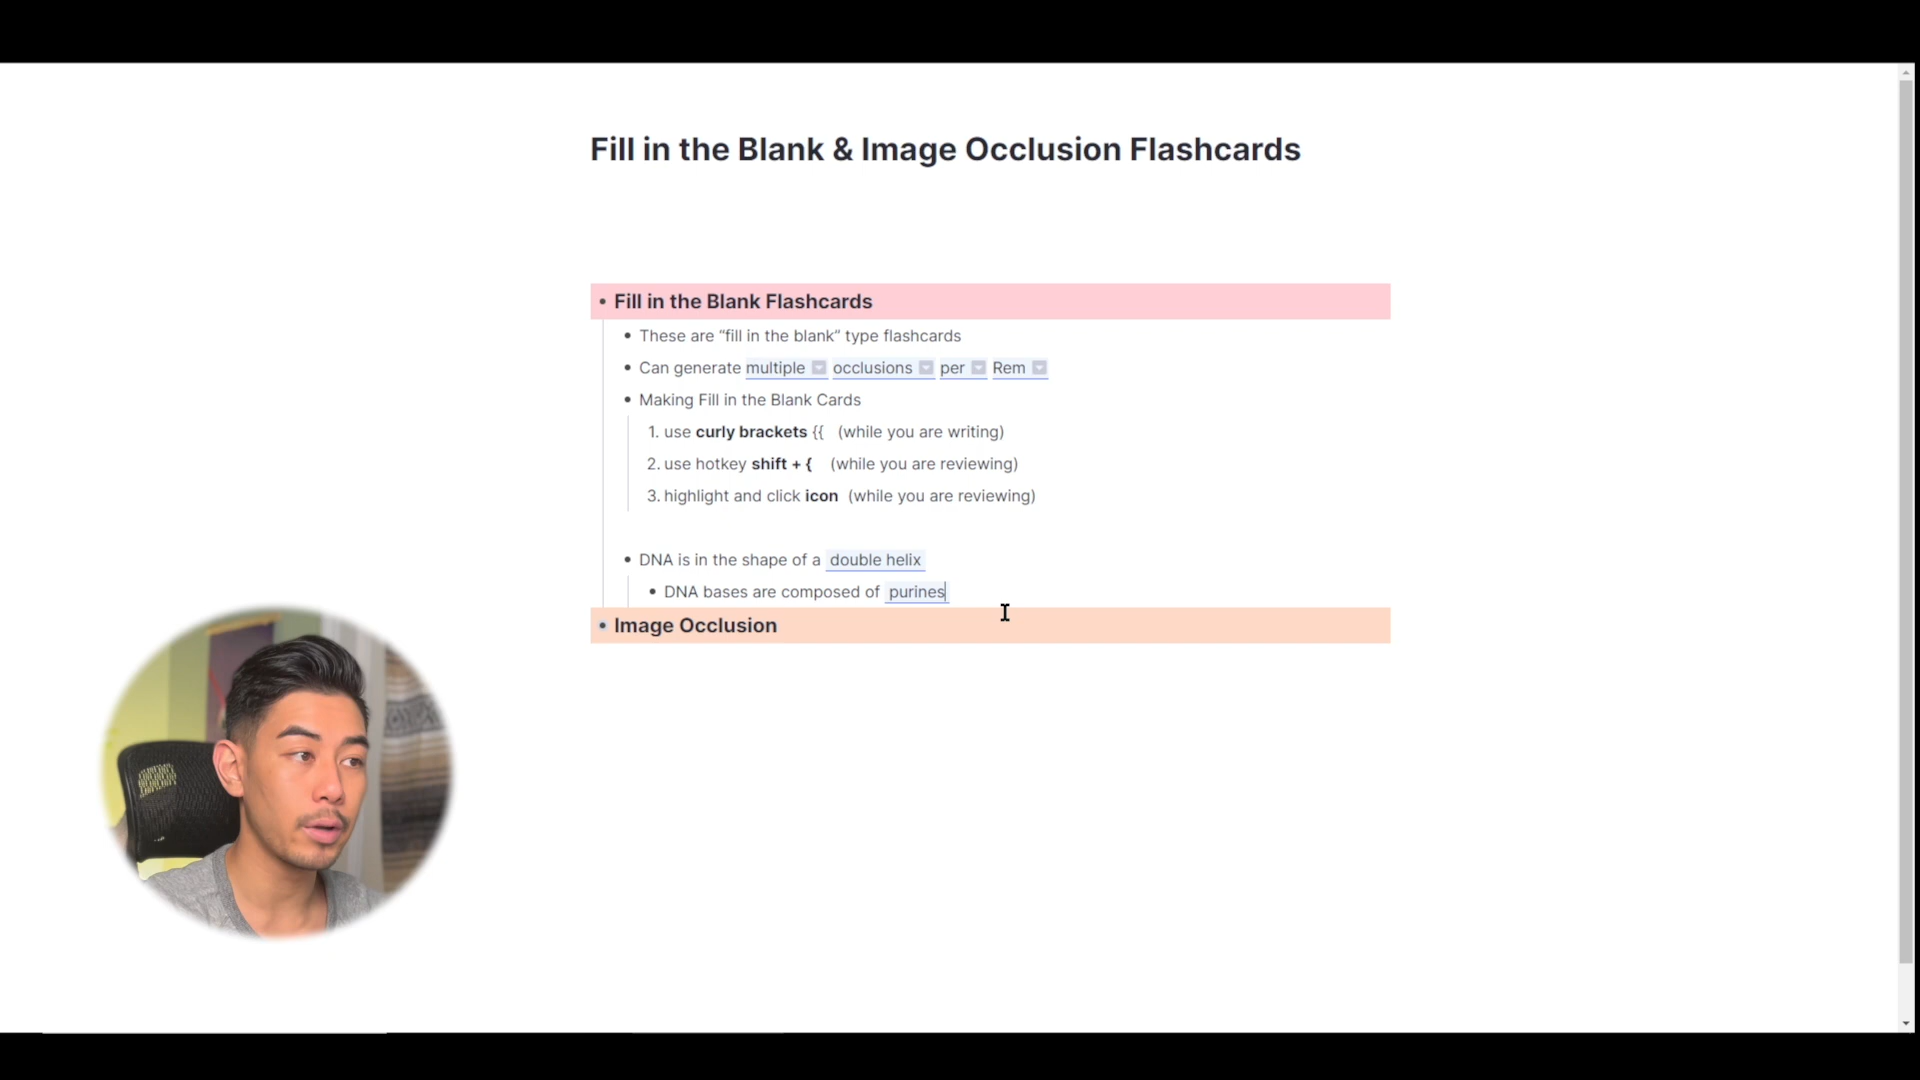 Fill in the Blank & Image Occlusion Flashcards
• Fill in the Blank Flashcards
• These are “fill in the blank” type flashcards
• Can generate multiple occlusions per Rem
• Making Fill in the Blank Cards
1. use curly brackets {{ (while you are writing)
2. use hotkey shift + { (while you are reviewing)
3. highlight and click icon (while you are reviewing)
• DNA is in the shape of a double helix
• DNA bases are composed of purines
• Image Occlusion